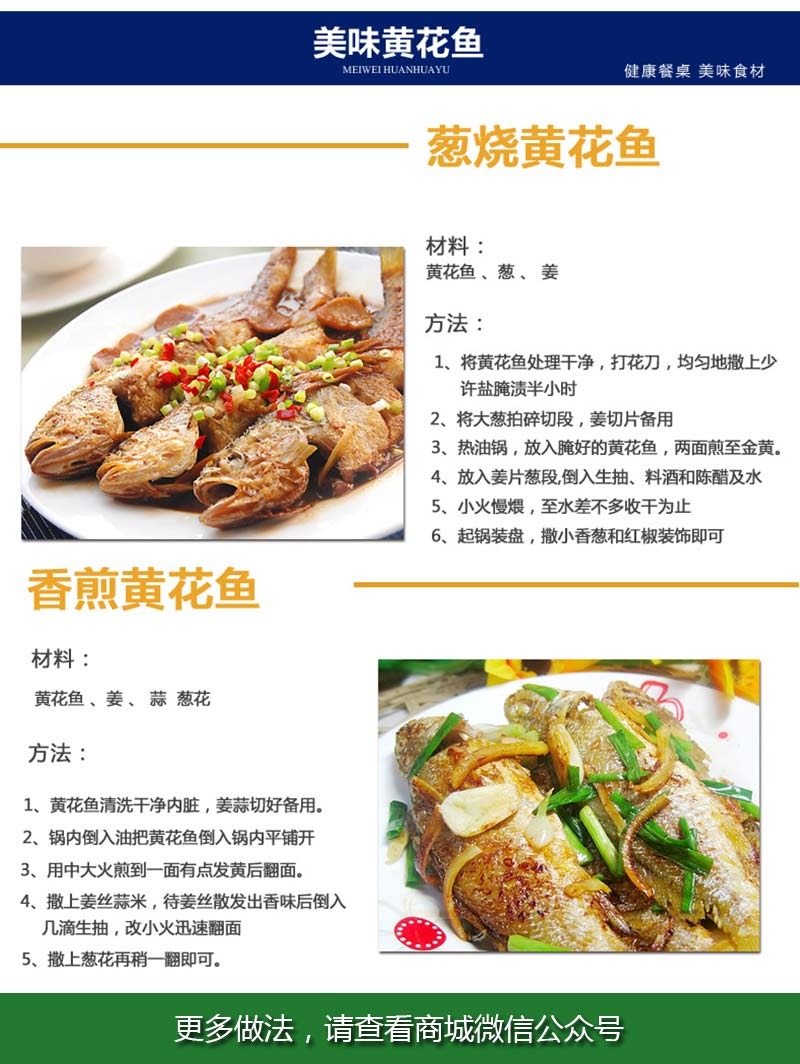 美味黄花鱼
MEIWEI HUANHUAYU
健康餐桌 美味食材
葱烧黄花鱼
材料：
黄花鱼 、葱 、 姜
方法：
1、将黄花鱼处理干净，打花刀，均匀地撒上少
许盐腌渍半小时
2、将大葱拍碎切段，姜切片备用
3、热油锅，放入腌好的黄花鱼，两面煎至金黄。
4、放入姜片葱段,倒入生抽、料酒和陈醋及水
5、小火慢煨，至水差不多收干为止
6、起锅装盘，撒小香葱和红椒装饰即可
香煎黄花鱼
材料：
黄花鱼 、姜 、 蒜 葱花
方法：
1、黄花鱼清洗干净内脏，姜蒜切好备用。
2、锅内倒入油把黄花鱼倒入锅内平铺开
3、用中大火煎到一面有点发黄后翻面。
4、撒上姜丝蒜米，待姜丝散发出香味后倒入
几滴生抽，改小火迅速翻面
5、撒上葱花再稍一翻即可。
更多做法，请查看商城微信公众号